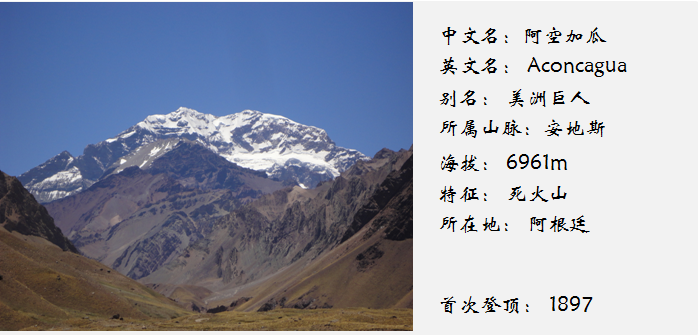 中文名：阿空加瓜
英文名： Aconcagua
别名： 美洲巨人
所属山脉：安地斯
海拔： 6961m
特征： 死火山
所在地： 阿根廷
首次登顶： 1897